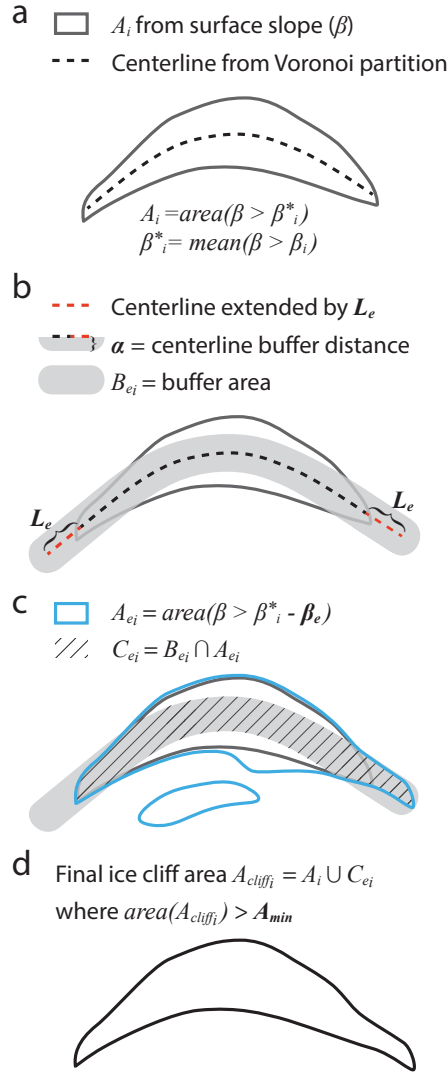 a
A_i from surface slope (β)
Centerline from Voronoi partition
A_i =area(β > β*_i)
β*_i= mean(β > β_i)
b
Centerline extended by L_e
α = centerline buffer distance
B_ei = buffer area
L_e
L_e
c
A_ei = area(β > β*_i - β_e)
C_ei = B_ei ∩ A_ei
d
Final ice cliff area A_cliffi = A_i ∪ C_ei
where area(A_cliffi) > A_min